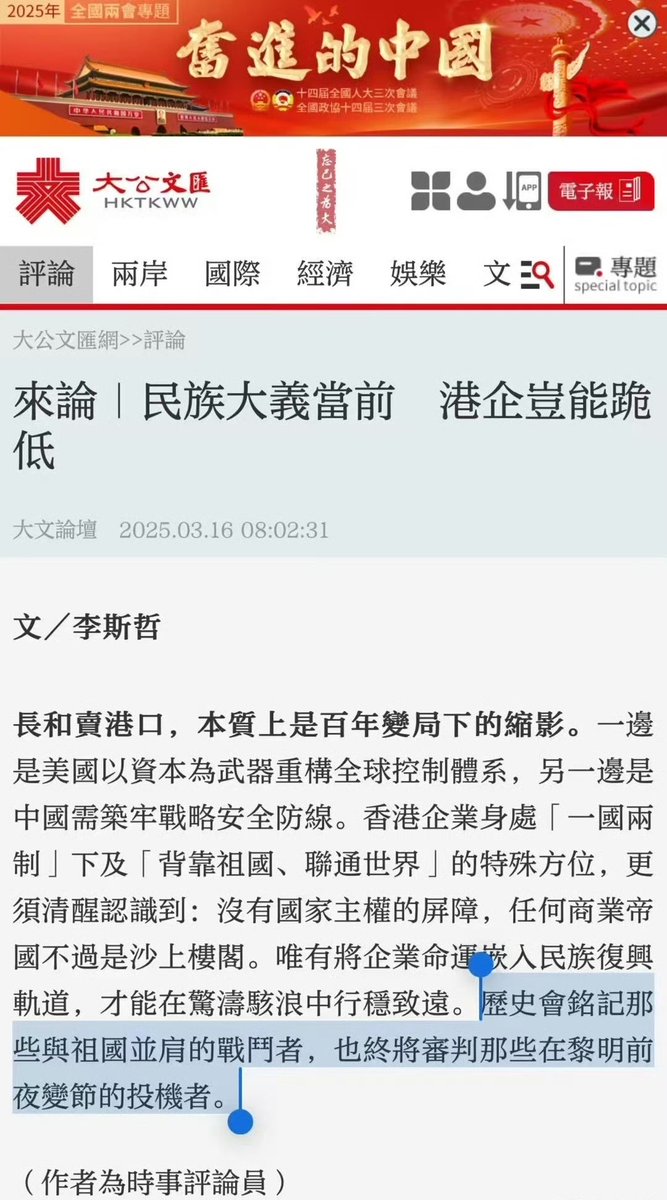 2025年 全國兩會專題
奮進的中國
十四屆全國人大三次會議
全國政協十四屆三次會議
大公文匯
HKTKWW
忘己之為大
APP
電子報
評論 兩岸 國際 經濟 娛樂 文
專題
special topic
大公文匯網>>評論
來論︱民族大義當前 港企豈能跪
低
大文論壇 2025.03.16 08:02:31
文／李斯哲
長和賣港口，本質上是百年變局下的縮影。一邊
是美國以資本為武器重構全球控制體系，另一邊是
中國需築牢戰略安全防線。香港企業身處「一國兩
制」下及「背靠祖國、聯通世界」的特殊方位，更
須清醒認識到：沒有國家主權的屏障，任何商業帝
國不過是沙上樓閣。唯有將企業命運嵌入民族復興
軌道，才能在驚濤駭浪中行穩致遠。歷史會銘記那
些與祖國並肩的戰鬥者，也終將審判那些在黎明前
夜變節的投機者。
（作者為時事評論員）